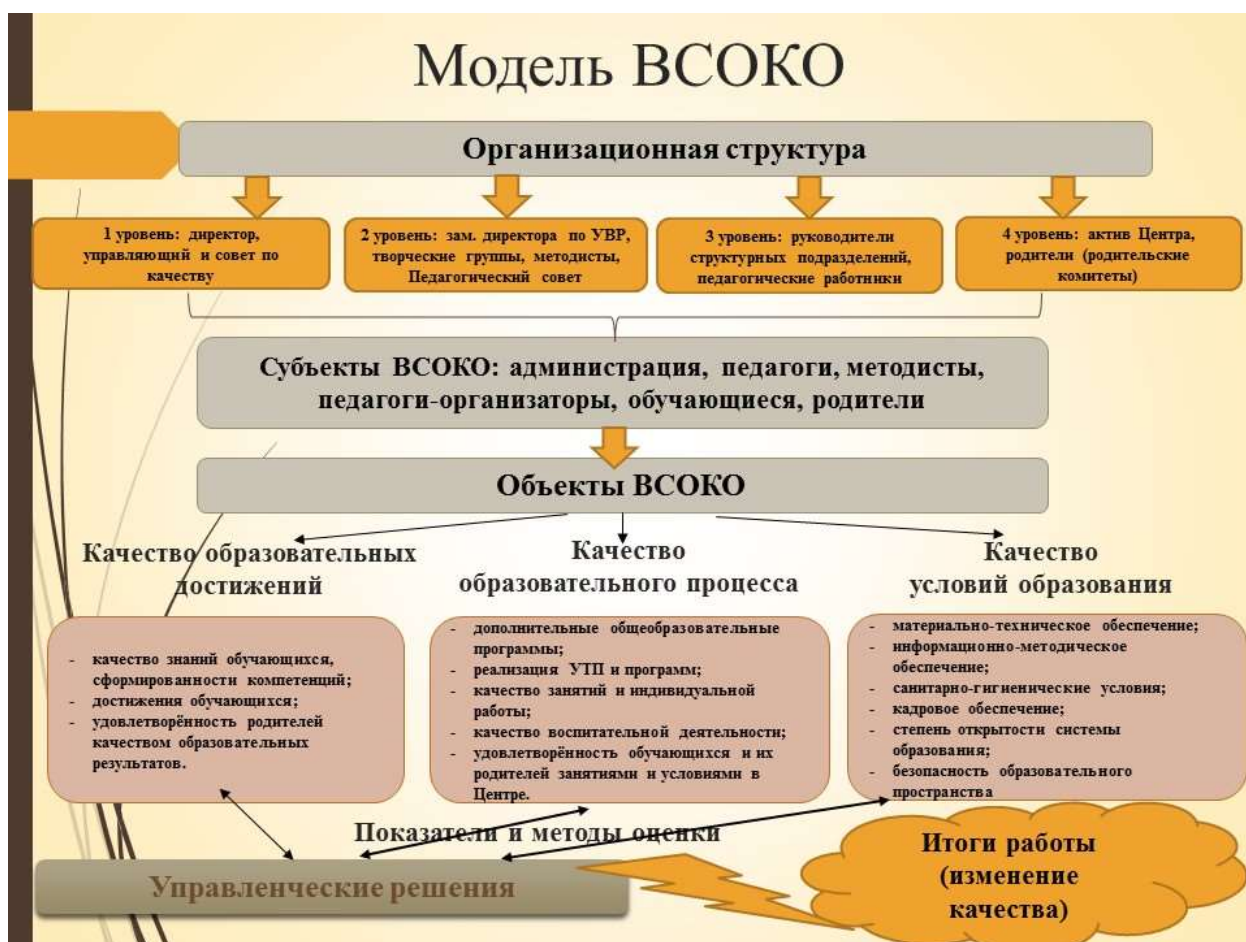 Модель ВСОКО
Организационная структура
1 уровень: директор,
управляющий и совет по
качеству
2 уровень: зам. директора по УВР,
творческие группы, методисты,
Педагогический совет
3 уровень: руководители
структурных подразделений,
педагогические работники
4 уровень: актив Центра,
родители (родительские
комитеты)
Субъекты ВСОКО: администрация, педагоги, методисты,
педагоги-организаторы, обучающиеся, родители
Объекты ВСОКО
Качество образовательных
достижений
Качество
образовательного процесса
Качество
условий образования
- качество знаний обучающихся,
сформированности компетенций;
- достижения обучающихся;
- удовлетворённость родителей
качеством образовательных
результатов.
- дополнительные общеобразовательные
программы;
- реализация УТП и программ;
- качество занятий и индивидуальной
работы;
- качество воспитательной деятельности;
- удовлетворённость обучающихся и их
родителей занятиями и условиями в
Центре.
- материально-техническое обеспечение;
- информационно-методическое
обеспечение;
- санитарно-гигиенические условия;
- кадровое обеспечение;
- степень открытости системы
образования;
- безопасность образовательного
пространства
Показатели и методы оценки
Управленческие решения
Итоги работы
(изменение
качества)